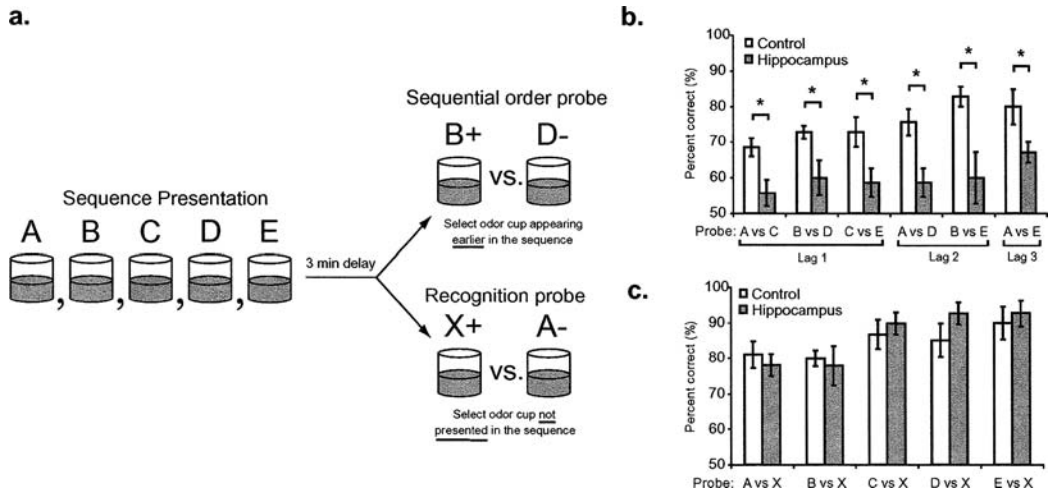 a.
Sequence Presentation
A B C D E
, , , ,
3 min delay
Sequential order probe
B+ D-
vs.
Select odor cup appearing
earlier in the sequence
Recognition probe
X+ A-
vs.
Select odor cup not
presented in the sequence
b.
Control
Hippocampus
Percent correct (%)
100
90
80
70
60
50
* * * * * *
Probe: A vs C B vs D C vs E A vs D B vs E A vs E
Lag 1 Lag 2 Lag 3
c.
Control
Hippocampus
Percent correct (%)
100
90
80
70
60
50
Probe: A vs X B vs X C vs X D vs X E vs X